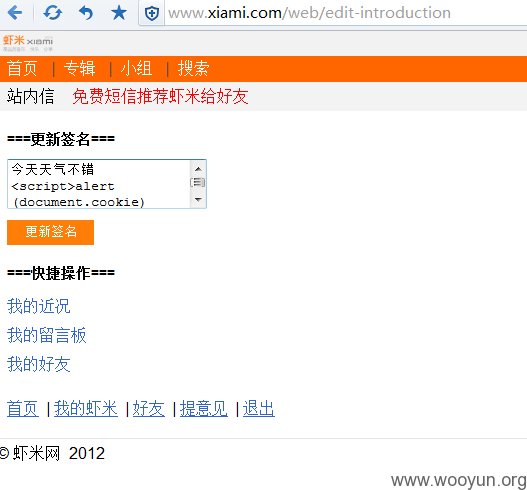 www.xiami.com/web/edit-introduction
虾米 xiami
首页 | 专辑 | 小组 | 搜索
站内信 免费短信推荐虾米给好友
===更新签名===
今天天气不错
<script>alert
(document.cookie)
更新签名
===快捷操作===
我的近况
我的留言板
我的好友
首页 | 我的虾米 | 好友 | 提意见 | 退出
© 虾米网 2012
www.wooyun.org